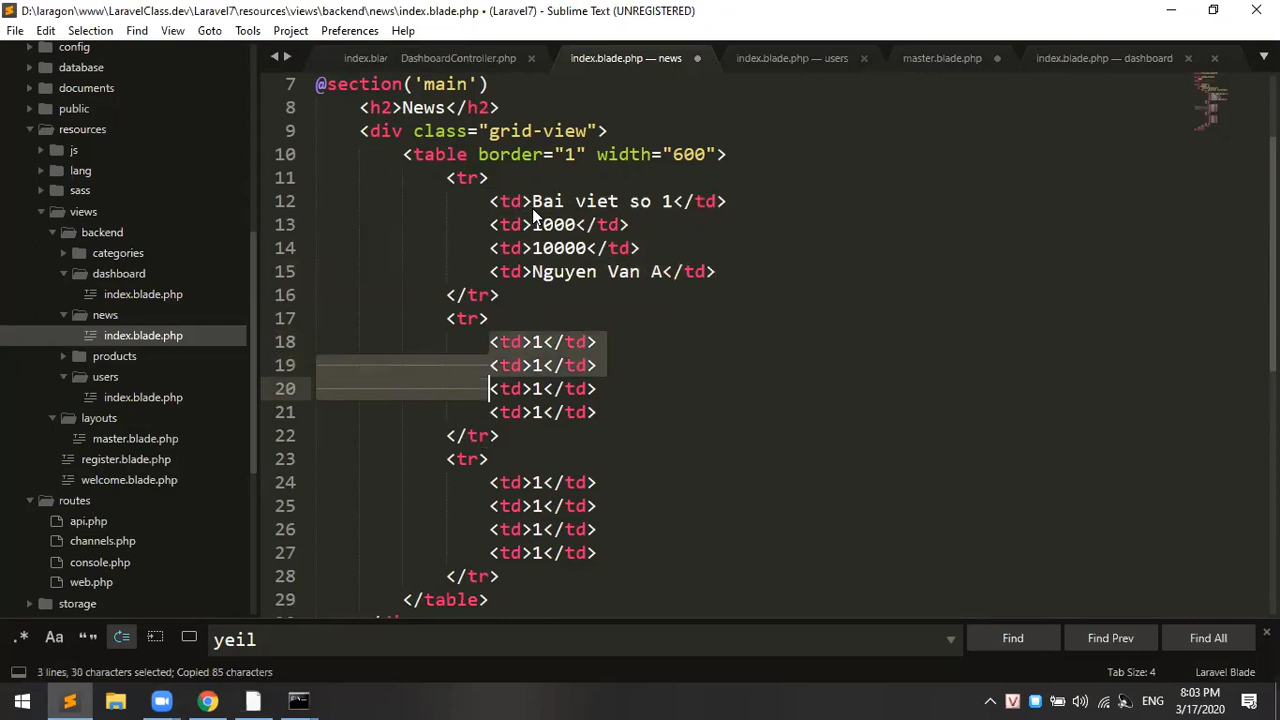 D:\laragon\www\LaravelClass.dev\Laravel7\resources\views\backend\news\index.blade.php • (Laravel7) - Sublime Text (UNREGISTERED)
File Edit Selection Find View Goto Tools Project Preferences Help
index.blar DashboardController.php index.blade.php — news index.blade.php — users master.blade.php index.blade.php — dashboard
config
database
documents
public
resources
js
lang
sass
views
backend
categories
dashboard
index.blade.php
news
index.blade.php
products
users
index.blade.php
layouts
master.blade.php
register.blade.php
welcome.blade.php
routes
api.php
channels.php
console.php
web.php
storage
7 @section('main')
8 <h2>News</h2>
9 <div class="grid-view">
10 <table border="1" width="600">
11 <tr>
12 <td>Bai viet so 1</td>
13 <td>1000</td>
14 <td>10000</td>
15 <td>Nguyen Van A</td>
16 </tr>
17 <tr>
18 <td>1</td>
19 <td>1</td>
20 <td>1</td>
21 <td>1</td>
22 </tr>
23 <tr>
24 <td>1</td>
25 <td>1</td>
26 <td>1</td>
27 <td>1</td>
28 </tr>
29 </table>
.* Aa “” yeil Find Find Prev Find All
3 lines, 30 characters selected; Copied 85 characters Tab Size: 4 Laravel Blade
V ENG 8:03 PM
3/17/2020